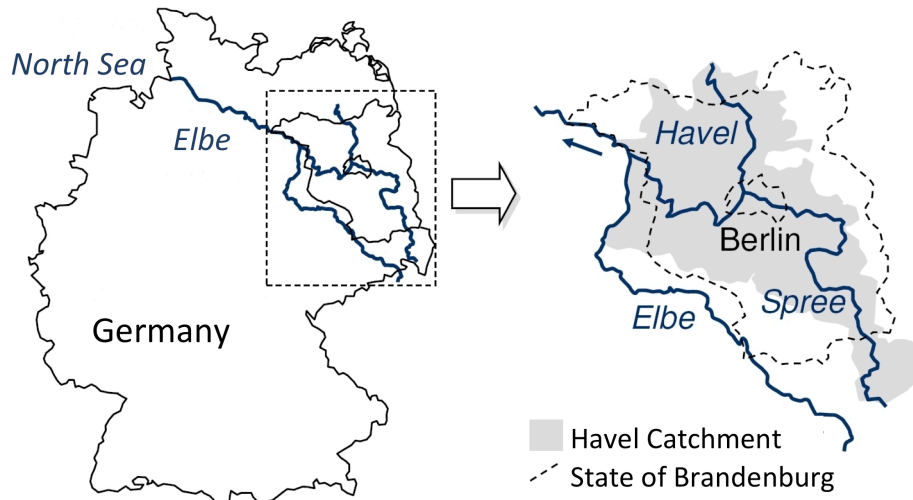 North Sea
Elbe
Germany
Havel
Berlin
Spree
Elbe
Havel Catchment
State of Brandenburg